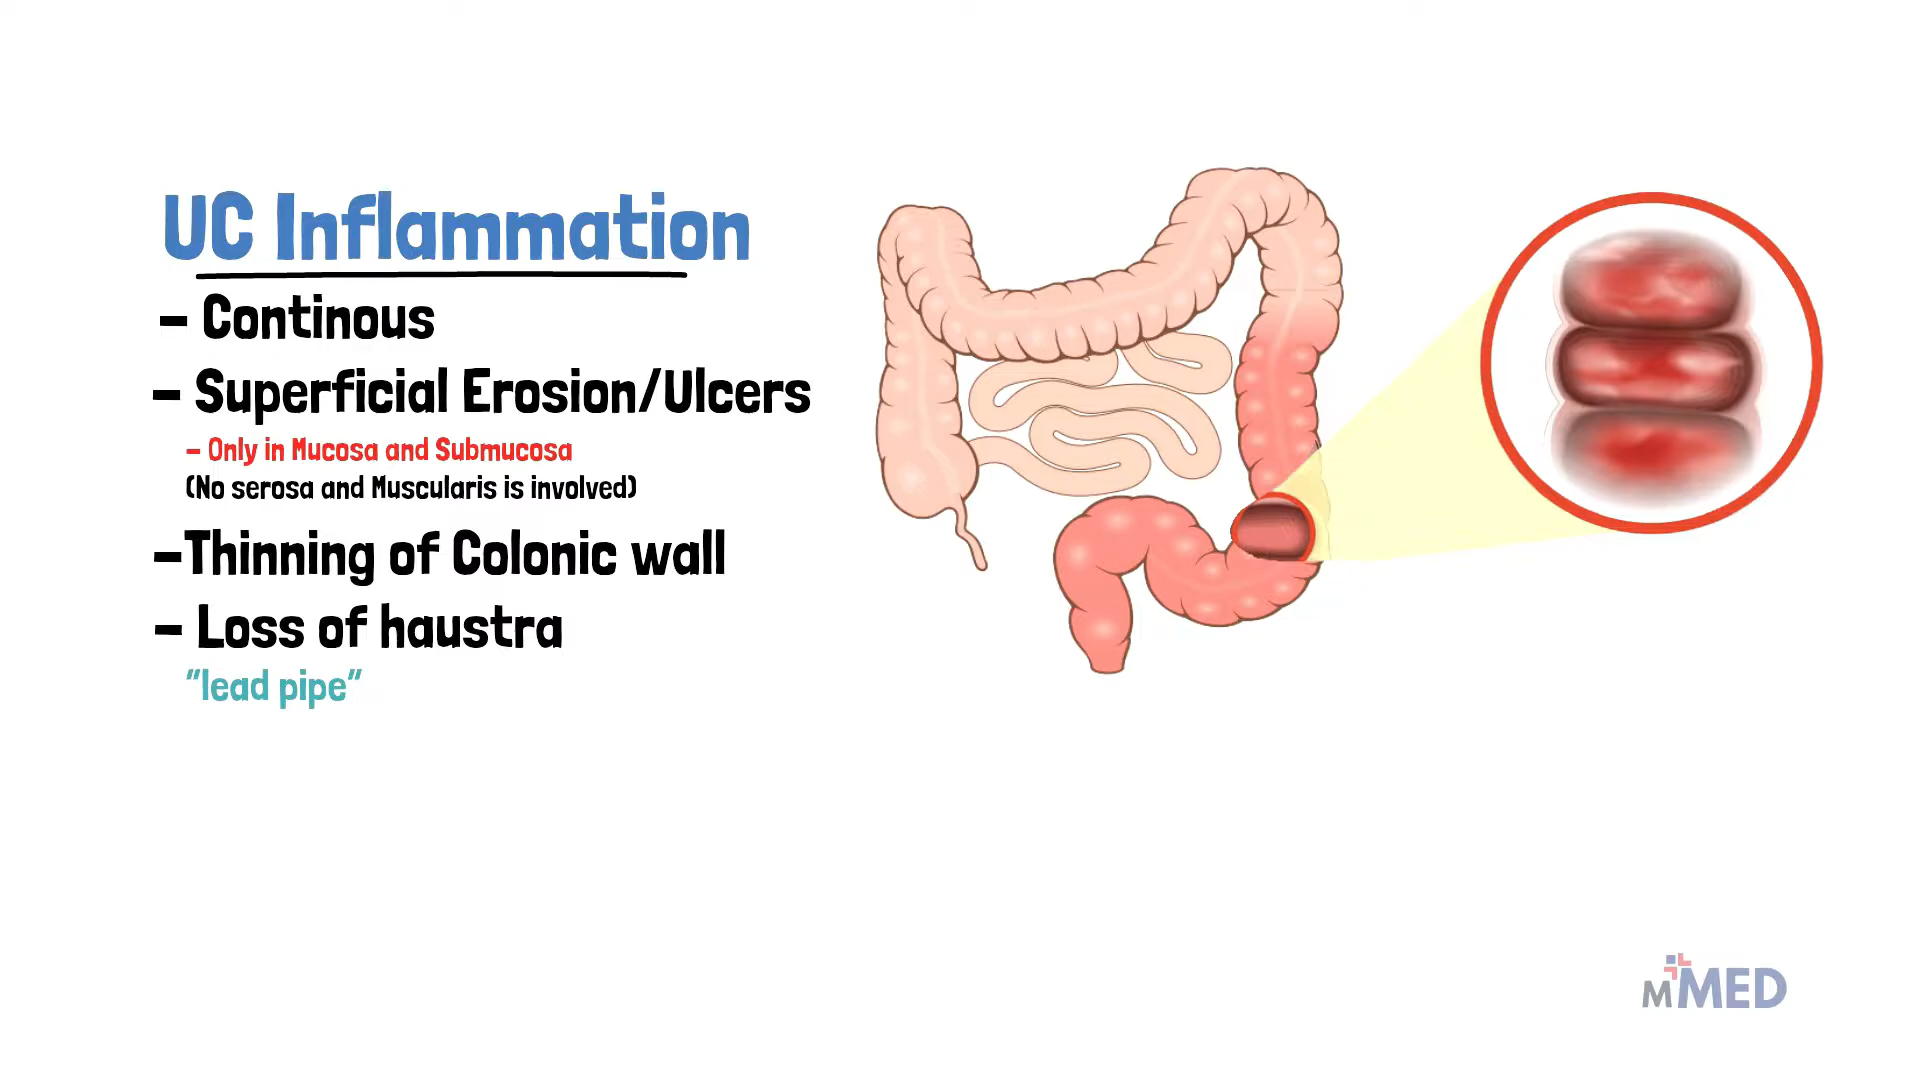 UC Inflammation
- Continous
- Superficial Erosion/Ulcers
- Only in Mucosa and Submucosa
(No serosa and Muscularis is involved)
-Thinning of Colonic wall
- Loss of haustra
"lead pipe"
MMED